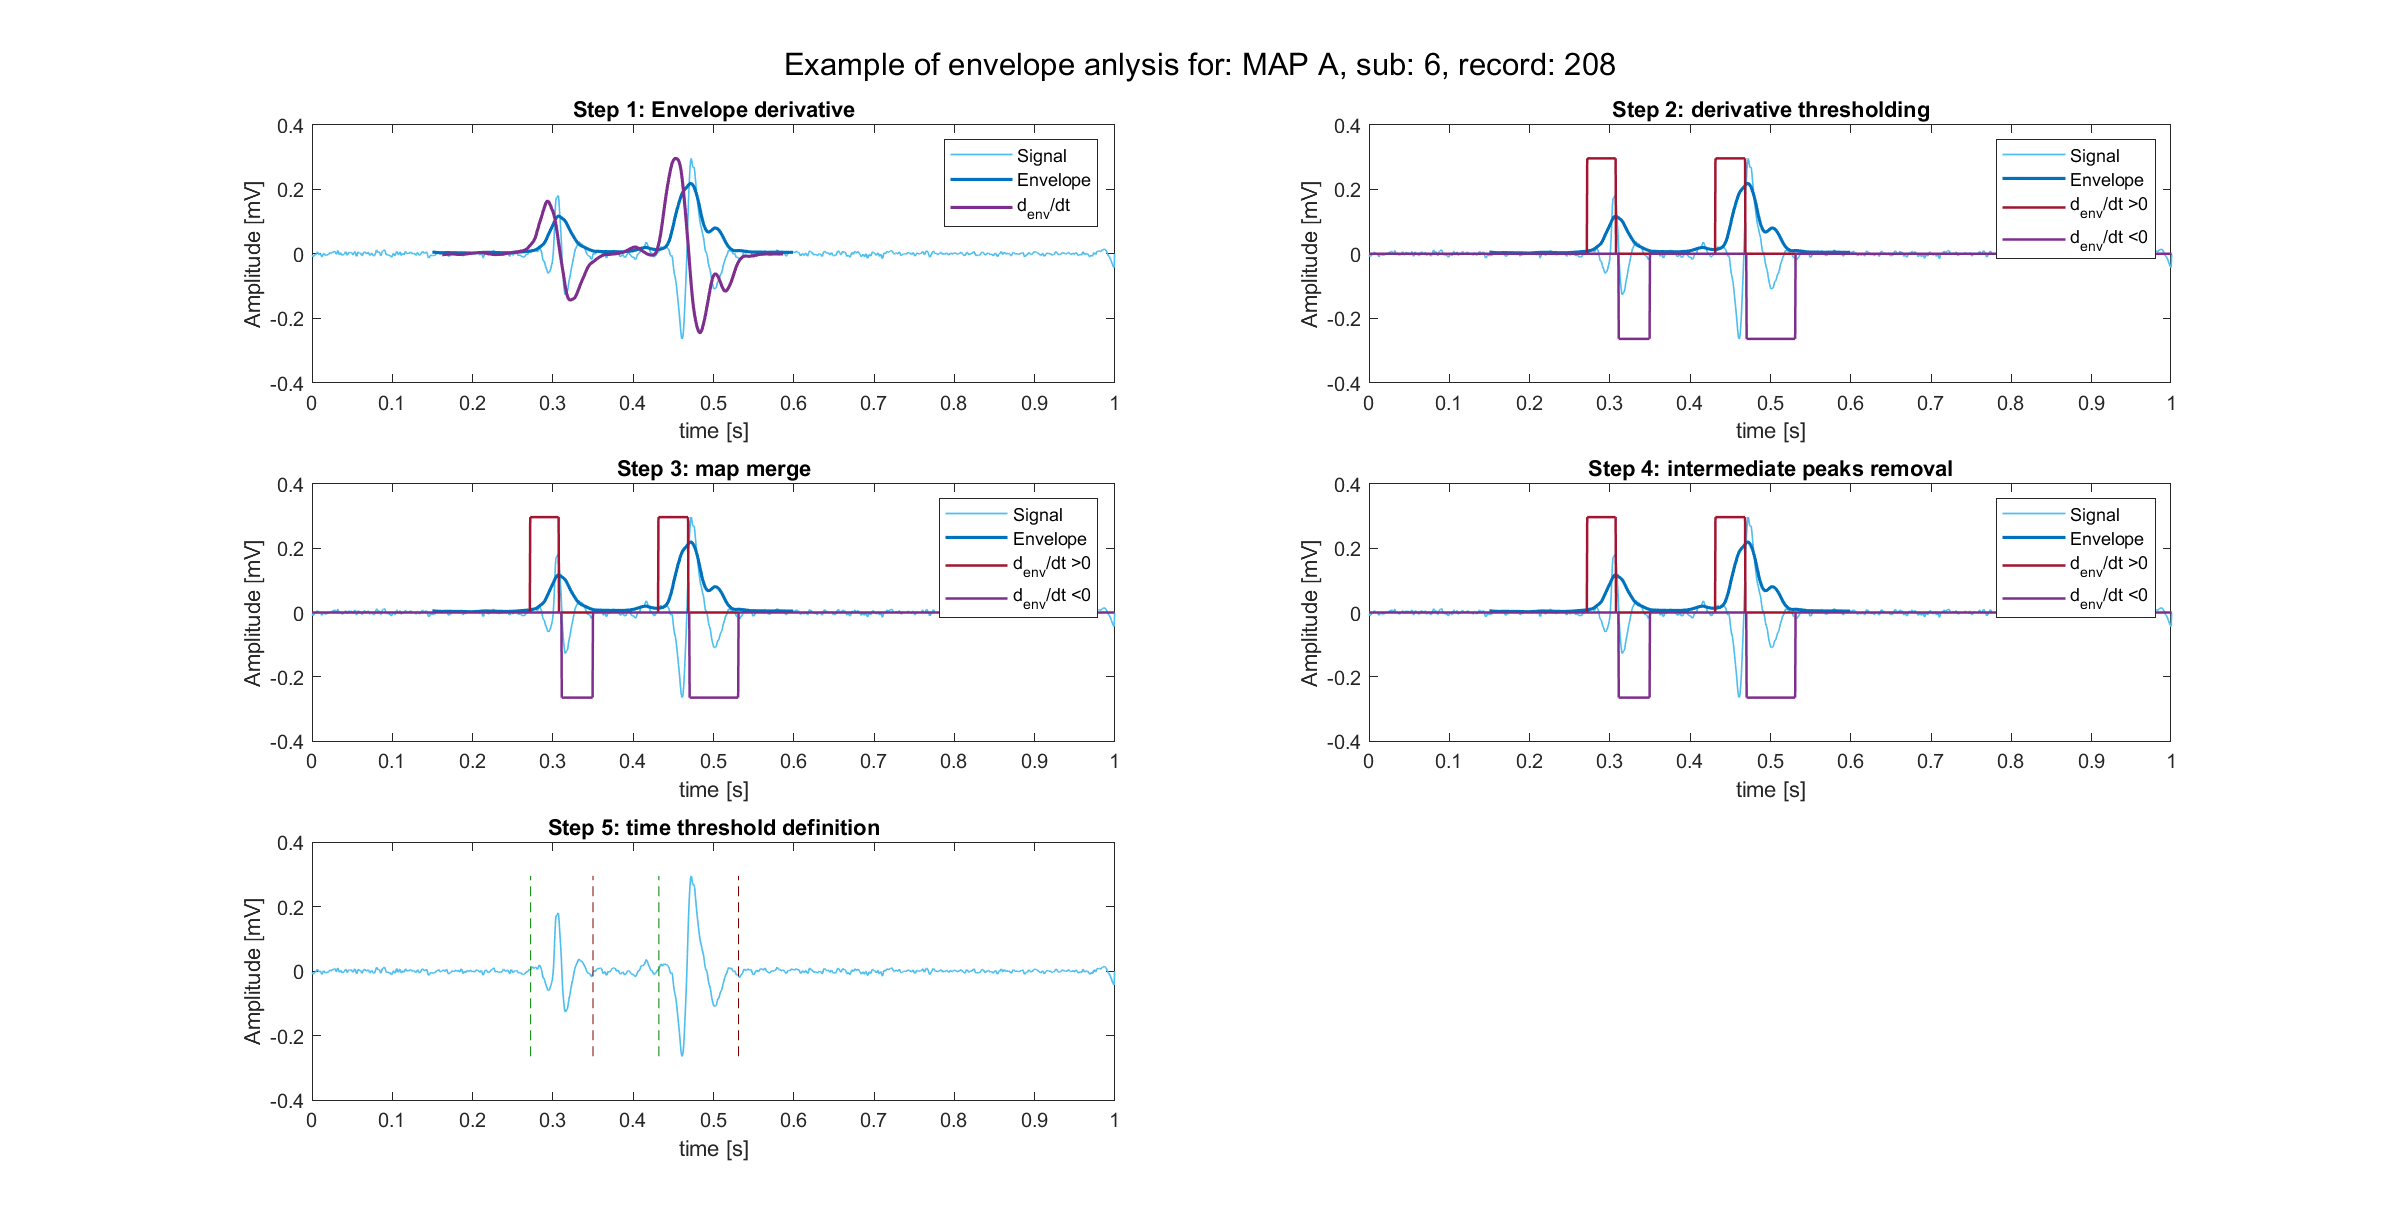 Example of envelope anlysis for: MAP A, sub: 6, record: 208
Step 1: Envelope derivative
0.4
0.2
0
-0.2
-0.4
Amplitude [mV]
0 0.1 0.2 0.3 0.4 0.5 0.6 0.7 0.8 0.9 1
time [s]
Signal
Envelope
d_env/dt
Step 2: derivative thresholding
0.4
0.2
0
-0.2
-0.4
Amplitude [mV]
0 0.1 0.2 0.3 0.4 0.5 0.6 0.7 0.8 0.9 1
time [s]
Signal
Envelope
d_env/dt >0
d_env/dt <0
Step 3: map merge
0.4
0.2
0
-0.2
-0.4
Amplitude [mV]
0 0.1 0.2 0.3 0.4 0.5 0.6 0.7 0.8 0.9 1
time [s]
Signal
Envelope
d_env/dt >0
d_env/dt <0
Step 4: intermediate peaks removal
0.4
0.2
0
-0.2
-0.4
Amplitude [mV]
0 0.1 0.2 0.3 0.4 0.5 0.6 0.7 0.8 0.9 1
time [s]
Signal
Envelope
d_env/dt >0
d_env/dt <0
Step 5: time threshold definition
0.4
0.2
0
-0.2
-0.4
Amplitude [mV]
0 0.1 0.2 0.3 0.4 0.5 0.6 0.7 0.8 0.9 1
time [s]